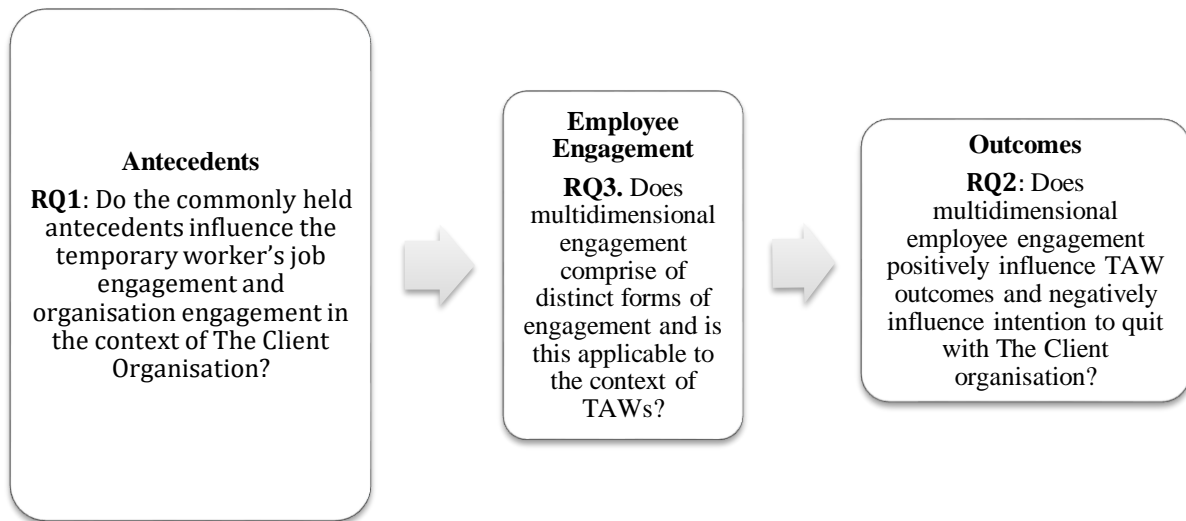 Antecedents
RQ1: Do the commonly held
antecedents influence the
temporary worker’s job
engagement and
organisation engagement in
the context of The Client
Organisation?
Employee
Engagement
RQ3. Does
multidimensional
engagement
comprise of
distinct forms of
engagement and is
this applicable to
the context of
TAWs?
Outcomes
RQ2: Does
multidimensional
employee engagement
positively influence TAW
outcomes and negatively
influence intention to quit
with The Client
organisation?